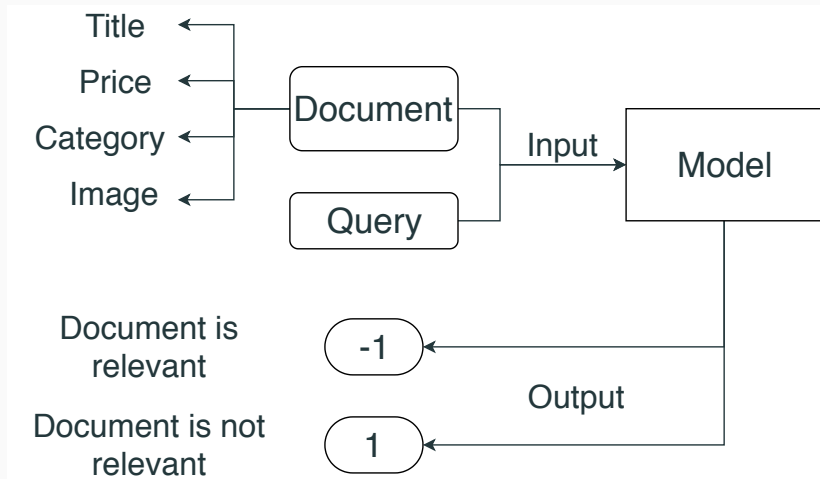 Title
Price
Category
Image
Document
Query
Input
Model
Document is
relevant
-1
Output
Document is not
relevant
1